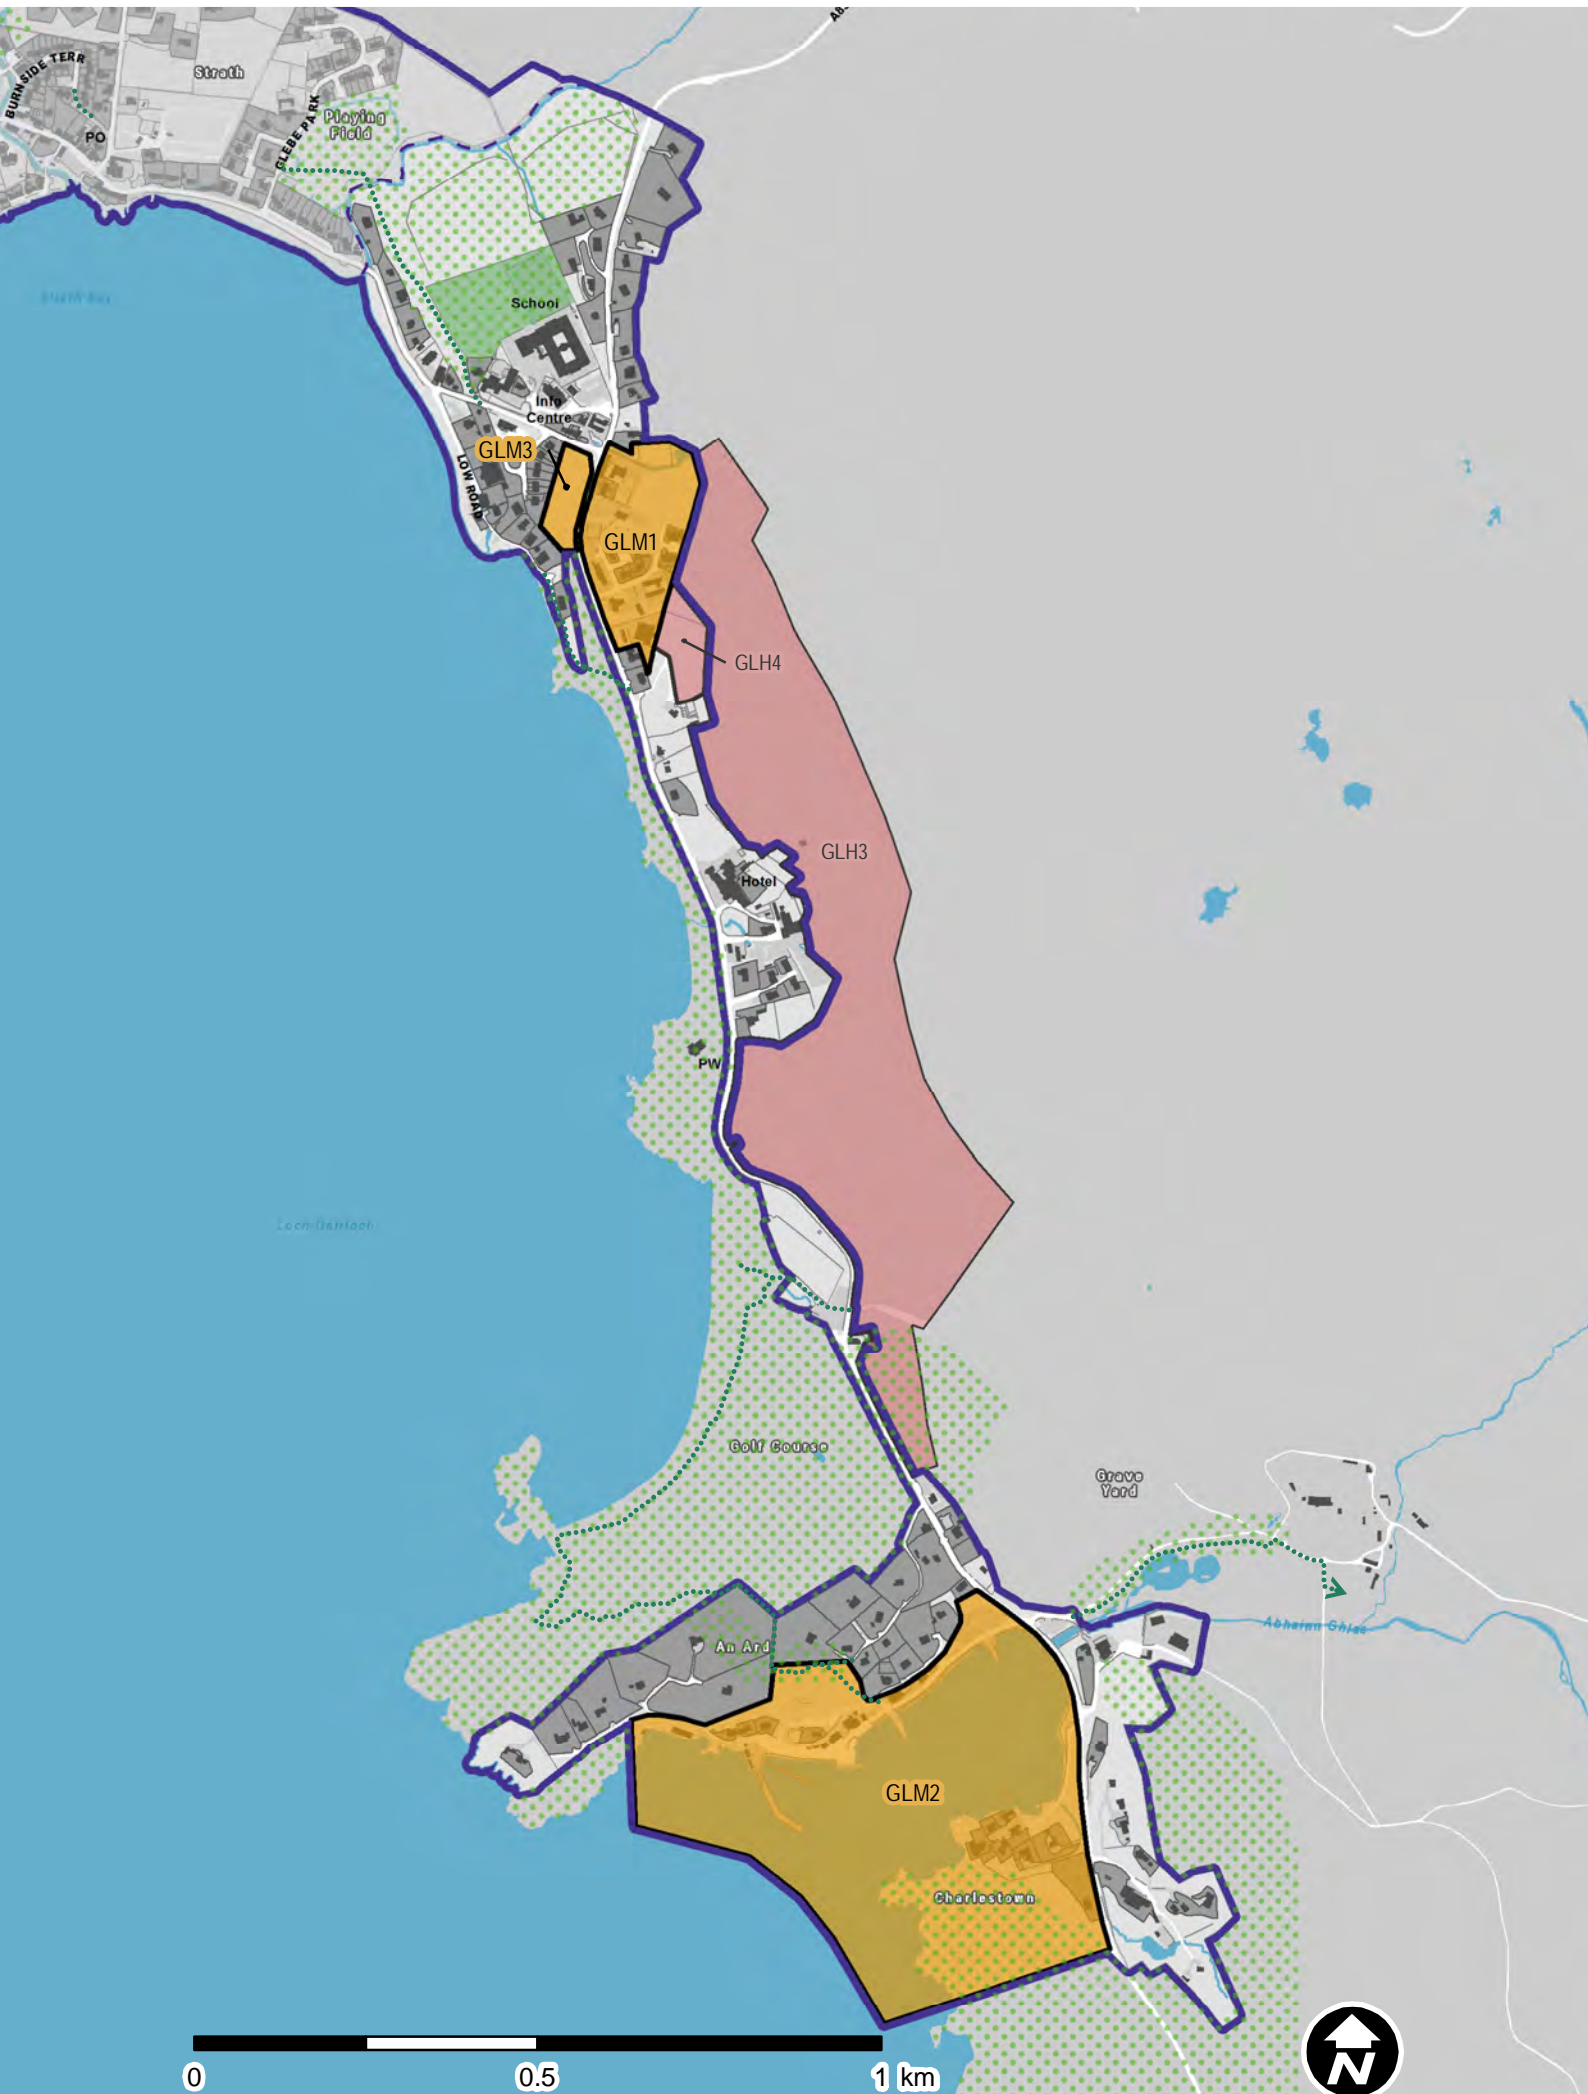 BURNSIDE TERR
Strath
GLEBE PARK
Playing
Field
PO
School
Info
Centre
GLM3
LOW ROAD
GLM1
GLH4
GLH3
Hotel
PW
Golf Course
Grave
Yard
An Ard
GLM2
Charlestown
0
0.5
1 km
N